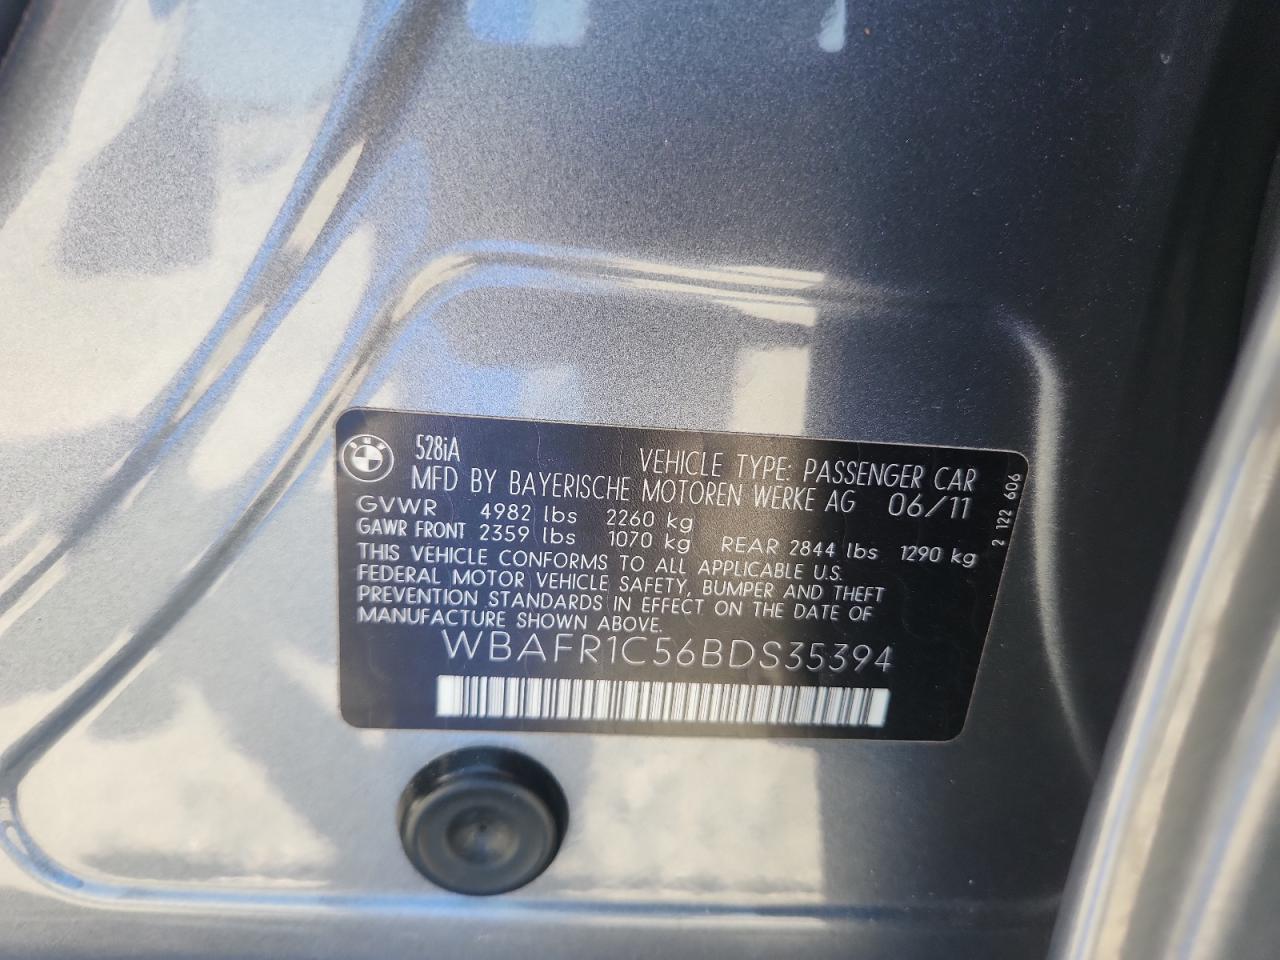 528iA
VEHICLE TYPE: PASSENGER CAR
MFD BY BAYERISCHE MOTOREN WERKE AG 06/11
GVWR 4982 lbs 2260 kg
GAWR FRONT 2359 lbs 1070 kg REAR 2844 lbs 1290 kg
THIS VEHICLE CONFORMS TO ALL APPLICABLE U.S.
FEDERAL MOTOR VEHICLE SAFETY, BUMPER AND THEFT
PREVENTION STANDARDS IN EFFECT ON THE DATE OF
MANUFACTURE SHOWN ABOVE.
WBAFR1C56BDS35394
2 122 606